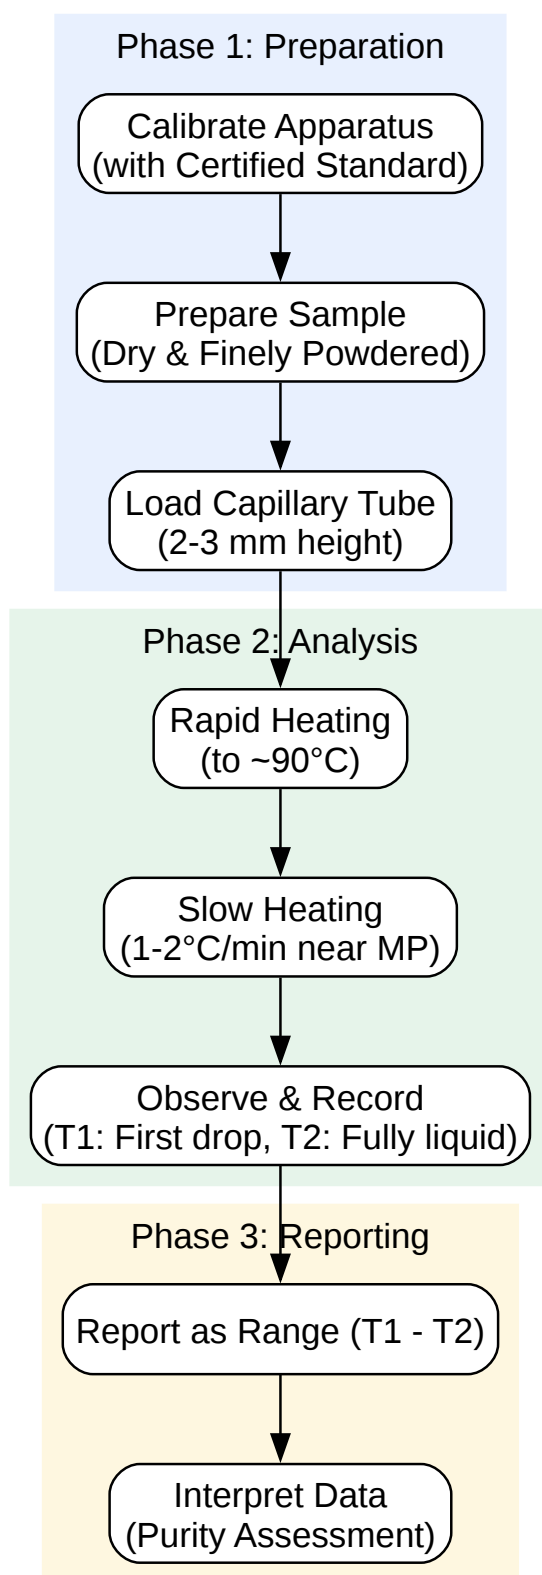 Phase 1: Preparation
Calibrate Apparatus
(with Certified Standard)
Prepare Sample
(Dry & Finely Powdered)
Load Capillary Tube
(2-3 mm height)
Phase 2: Analysis
Rapid Heating
(to ~90°C)
Slow Heating
(1-2°C/min near MP)
Observe & Record
(T1: First drop, T2: Fully liquid)
Phase 3: Reporting
Report as Range (T1 - T2)
Interpret Data
(Purity Assessment)